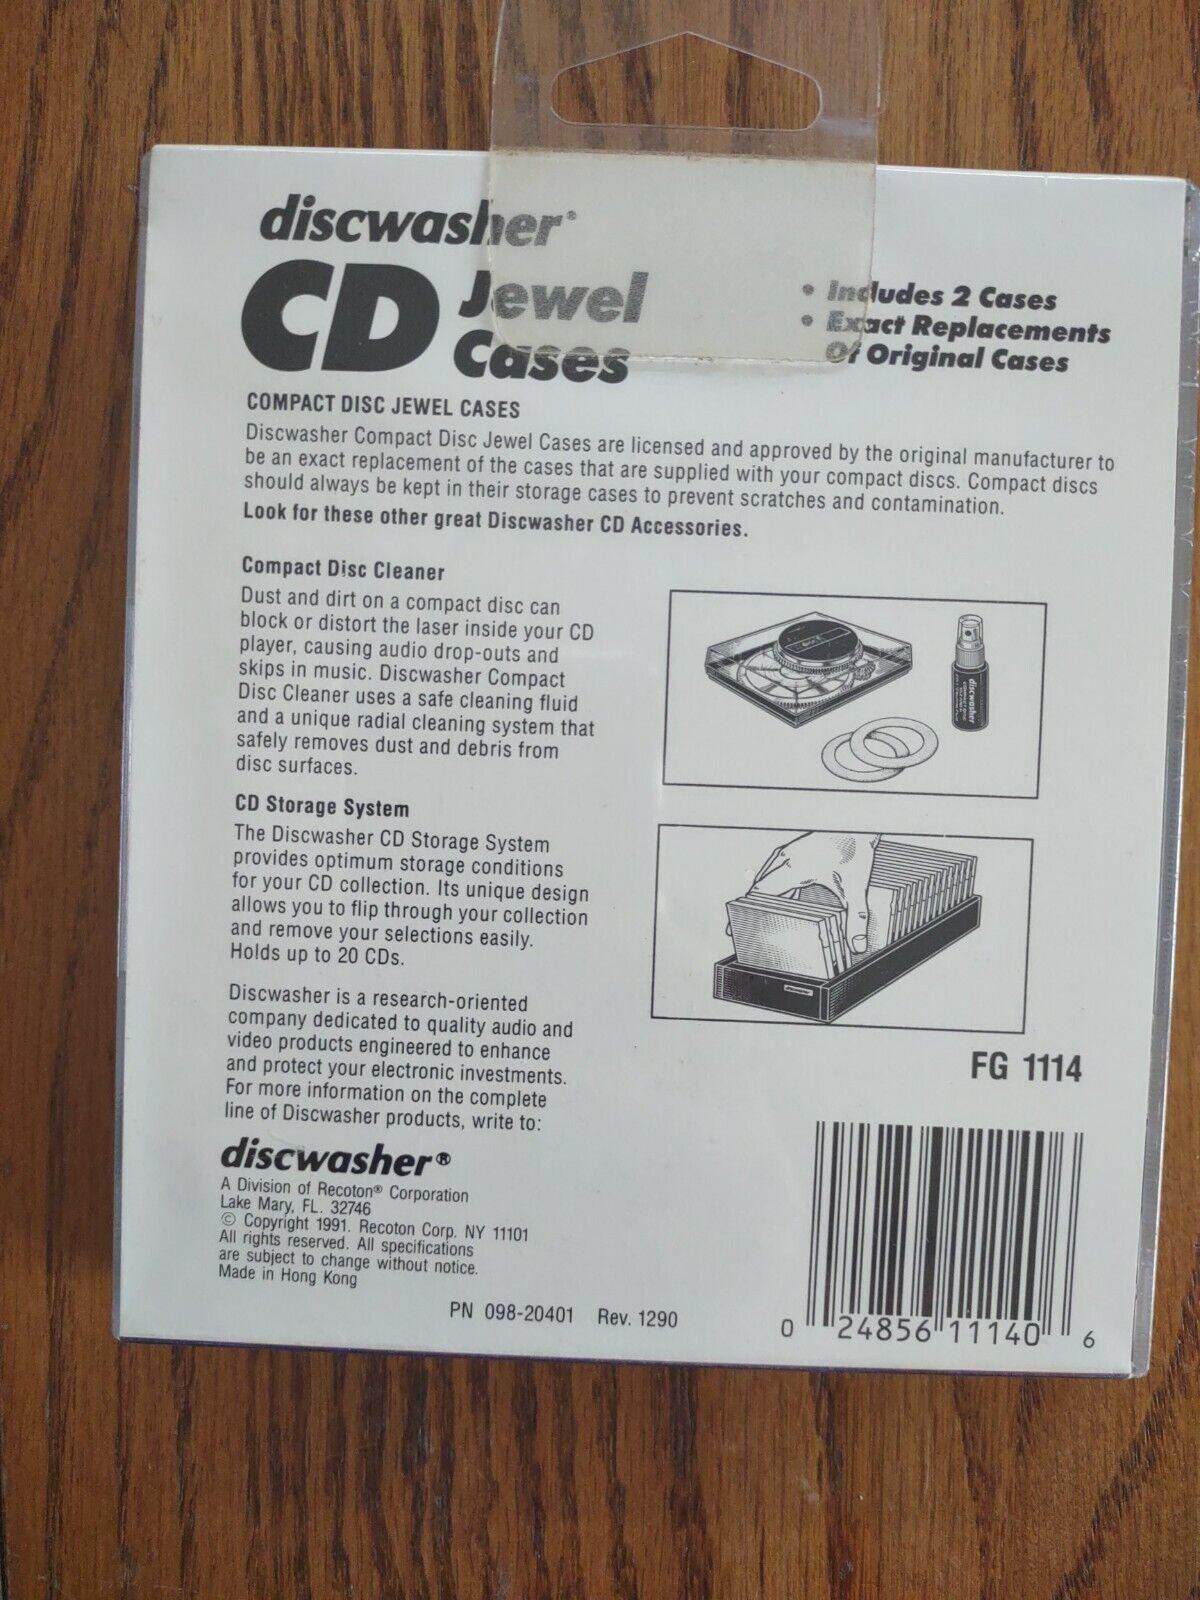 discwasher®
CD Jewel Cases
• Includes 2 Cases
• Exact Replacements
Of Original Cases
COMPACT DISC JEWEL CASES
Discwasher Compact Disc Jewel Cases are licensed and approved by the original manufacturer to
be an exact replacement of the cases that are supplied with your compact discs. Compact discs
should always be kept in their storage cases to prevent scratches and contamination.
Look for these other great Discwasher CD Accessories.
Compact Disc Cleaner
Dust and dirt on a compact disc can
block or distort the laser inside your CD
player, causing audio drop-outs and
skips in music. Discwasher Compact
Disc Cleaner uses a safe cleaning fluid
and a unique radial cleaning system that
safely removes dust and debris from
disc surfaces.
discwasher
CD Storage System
The Discwasher CD Storage System
provides optimum storage conditions
for your CD collection. Its unique design
allows you to flip through your collection
and remove your selections easily.
Holds up to 20 CDs.
Discwasher is a research-oriented
company dedicated to quality audio and
video products engineered to enhance
and protect your electronic investments.
For more information on the complete
line of Discwasher products, write to:
discwasher®
A Division of Recoton® Corporation
Lake Mary, FL. 32746
© Copyright 1991. Recoton Corp. NY 11101
All rights reserved. All specifications
are subject to change without notice.
Made in Hong Kong
PN 098-20401 Rev. 1290
FG 1114
0 24856 11140 6